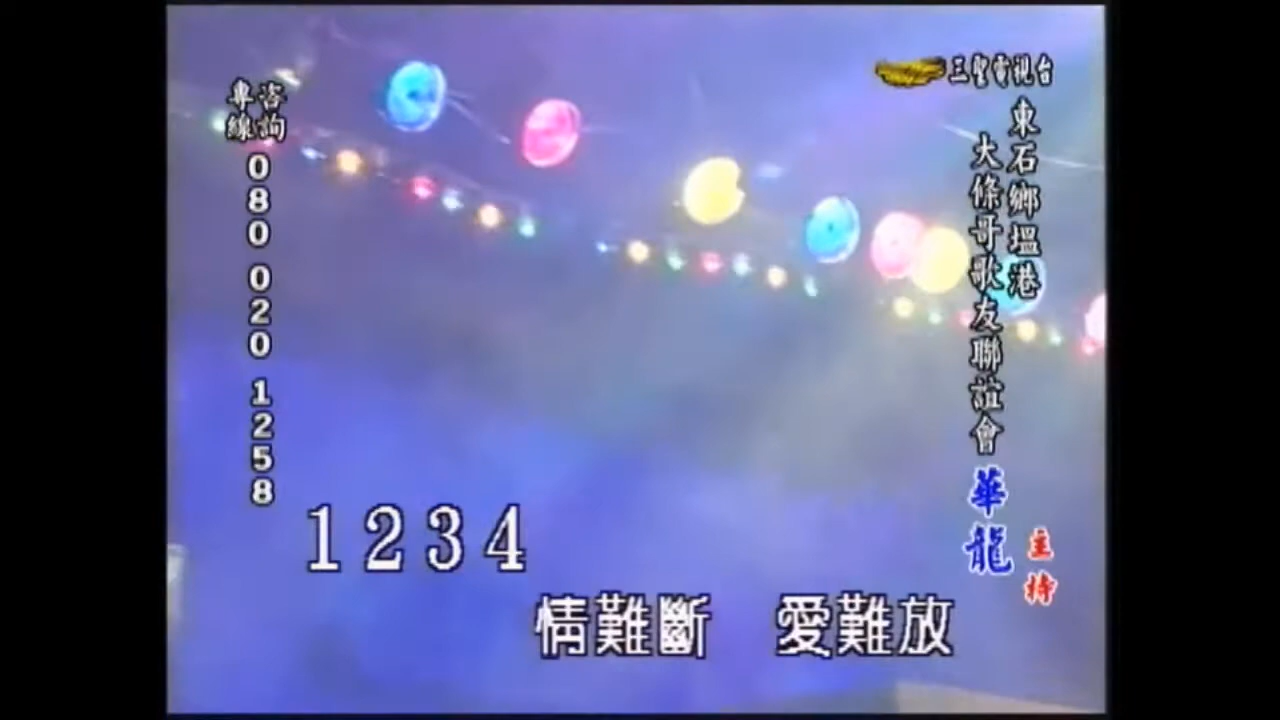 三聖電視台
東石鄉塭港
大條哥歌友聯誼會
華龍
主持
咨詢
專線
080 020 1258
1234
情難斷 愛難放